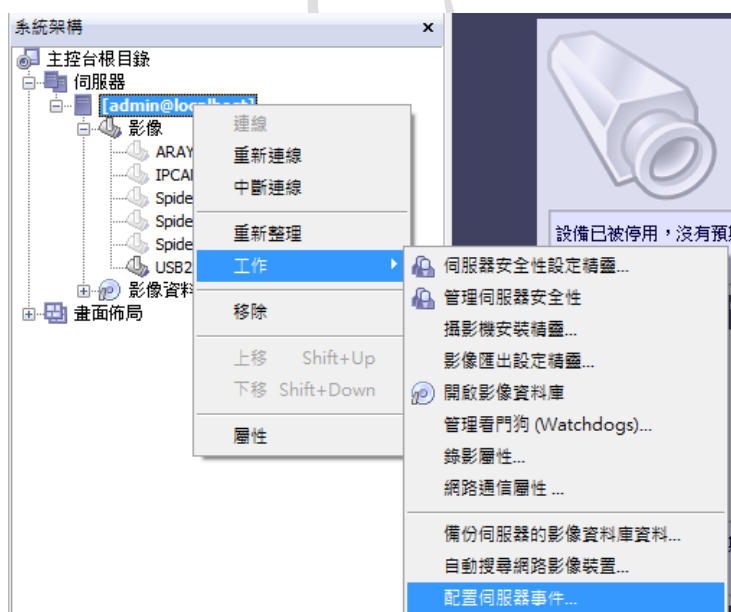 系統架構 x
主控台根目錄
伺服器
[admin@localhost]
影像
ARAY
IPCA
Spide
Spide
Spide
USB2
影像資料
畫面佈局
連線
重新連線
中斷連線
重新整理
工作
移除
上移 Shift+Up
下移 Shift+Down
屬性
設備已被停用，沒有預
伺服器安全性設定精靈...
管理伺服器安全性
攝影機安裝精靈...
影像匯出設定精靈...
開啟影像資料庫
管理看門狗 (Watchdogs)...
錄影屬性...
網路通信屬性 ...
備份伺服器的影像資料庫資料...
自動搜尋網路影像裝置...
配置伺服器事件...